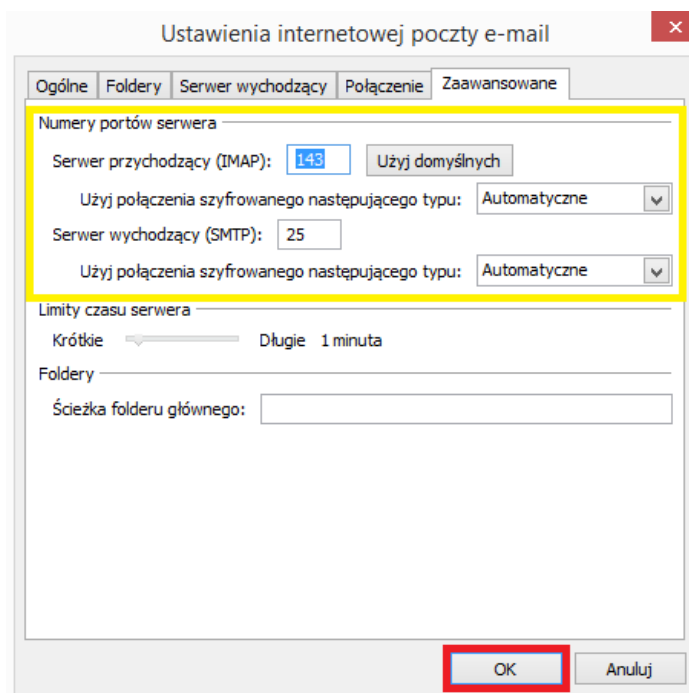 Ustawienia internetowej poczty e-mail
Ogólne Foldery Serwer wychodzący Połączenie Zaawansowane
Numery portów serwera
Serwer przychodzący (IMAP): 143 Użyj domyślnych
Użyj połączenia szyfrowanego następującego typu: Automatyczne
Serwer wychodzący (SMTP): 25
Użyj połączenia szyfrowanego następującego typu: Automatyczne
Limity czasu serwera
Krótkie Długie 1 minuta
Foldery
Ścieżka folderu głównego:
OK Anuluj